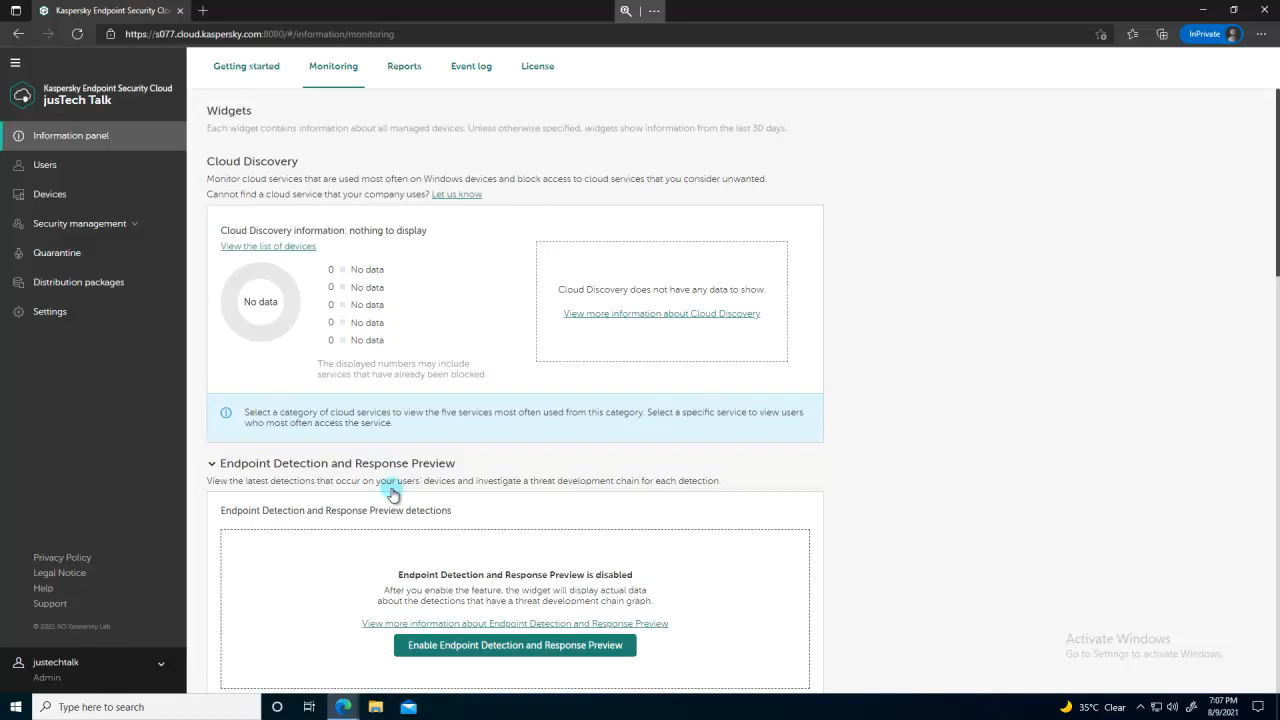 Kaspersky Endpoint Security Clou
https://s077.cloud.kaspersky.com:8080/#/information/monitoring
InPrivate
Kaspersky Endpoint Security Cloud
jusTech Talk
Information panel
Users
Devices
Security management
Quarantine
Distribution packages
Settings
Privacy Policy
Legal Notice
Help
Support
© 2021 AO Kaspersky Lab
justechtalk
Admin
Getting started
Monitoring
Reports
Event log
License
Widgets
Each widget contains information about all managed devices. Unless otherwise specified, widgets show information from the last 30 days.
Cloud Discovery
Monitor cloud services that are used most often on Windows devices and block access to cloud services that you consider unwanted.
Cannot find a cloud service that your company uses? Let us know
Cloud Discovery information: nothing to display
View the list of devices
No data
0 No data
0 No data
0 No data
0 No data
0 No data
The displayed numbers may include
services that have already been blocked.
Cloud Discovery does not have any data to show.
View more information about Cloud Discovery
Select a category of cloud services to view the five services most often used from this category. Select a specific service to view users
who most often access the service.
Endpoint Detection and Response Preview
View the latest detections that occur on your users' devices and investigate a threat development chain for each detection.
Endpoint Detection and Response Preview detections
Endpoint Detection and Response Preview is disabled
After you enable the feature, the widget will display actual data
about the detections that have a threat development chain graph.
View more information about Endpoint Detection and Response Preview
Enable Endpoint Detection and Response Preview
Activate Windows
Go to Settings to activate Windows.
Type here to search
35°C Clear
7:07 PM
8/9/2021